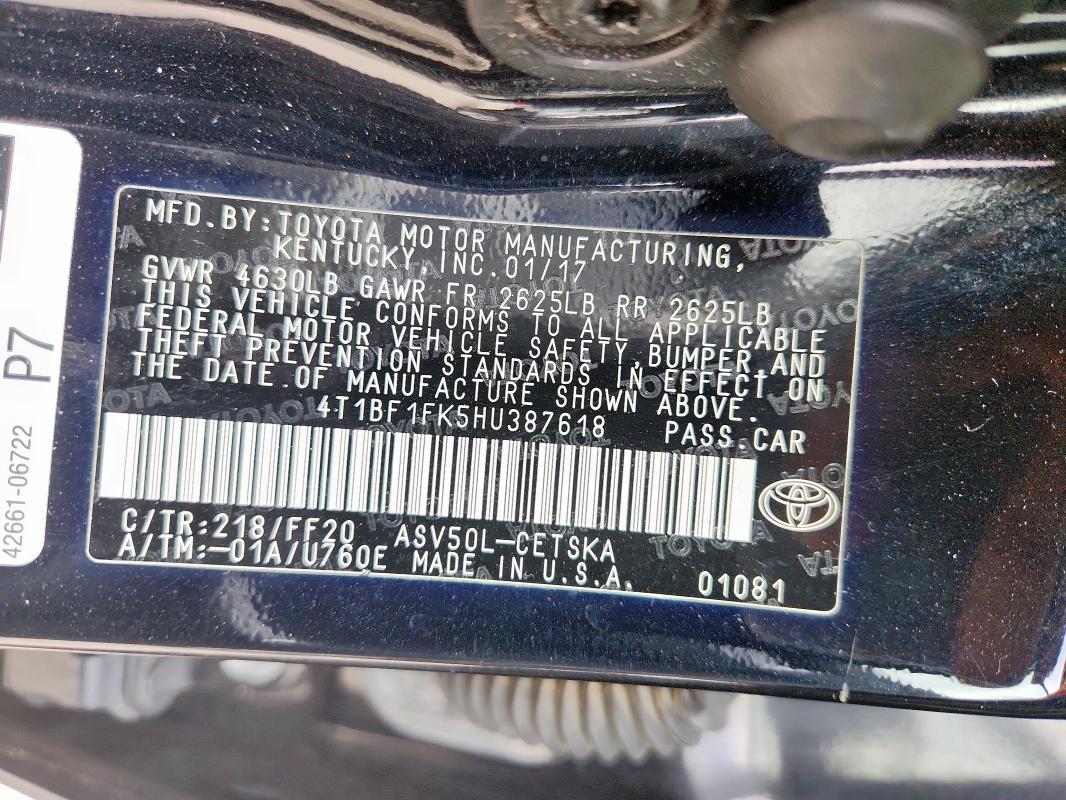 MFD.BY:TOYOTA MOTOR MANUFACTURING,
KENTUCKY, INC. 01/17
GVWR 4630LB GAWR FR 2625LB RR 2625LB
THIS VEHICLE CONFORMS TO ALL APPLICABLE
FEDERAL MOTOR VEHICLE SAFETY, BUMPER, AND
THEFT PREVENTION STANDARDS IN EFFECT ON
THE DATE OF MANUFACTURE SHOWN ABOVE.
4T1BF1FK5HU387618 PASS.CAR
C/TR:218/FF20 ASV50L-CETSKA
A/TM:-01A/U760E MADE IN U.S.A. 01081
P7
42661-06722